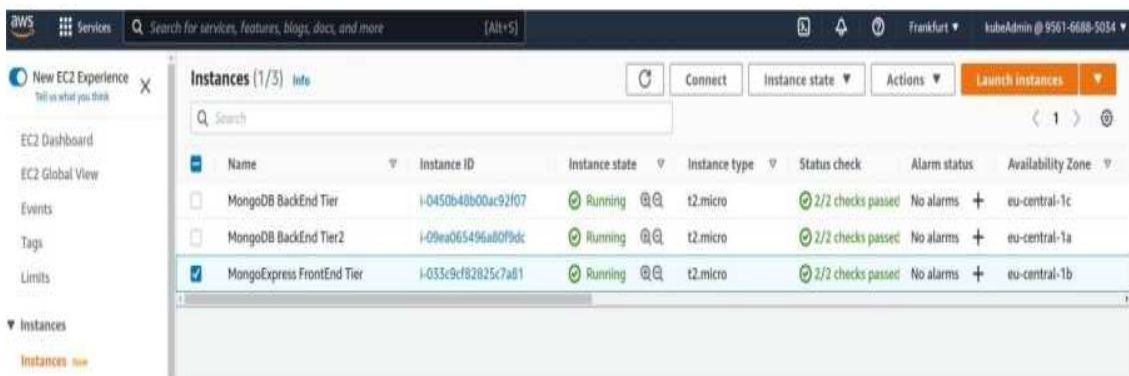 aws Services Search for services, features, blogs, docs, and more [Alt+S] Frankfurt ▼ kubeAdmin @ 9561-6688-5034 ▼
New EC2 Experience
Tell us what you think
EC2 Dashboard
EC2 Global View
Events
Tags
Limits
▼ Instances
Instances New
Instances (1/3) Info Connect Instance state ▼ Actions ▼ Launch instances ▼
Search
1
Name Instance ID Instance state Instance type Status check Alarm status Availability Zone
MongoDB BackEnd Tier i-0450b48b00ac92f07 Running t2.micro 2/2 checks passed No alarms + eu-central-1c
MongoDB BackEnd Tier2 i-09ea065496a80f9dc Running t2.micro 2/2 checks passed No alarms + eu-central-1a
MongoExpress FrontEnd Tier i-033c9cf82825c7a81 Running t2.micro 2/2 checks passed No alarms + eu-central-1b